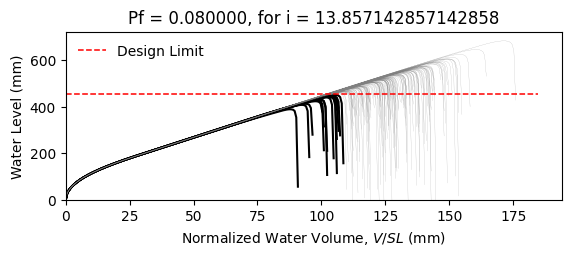 Pf = 0.080000, for i = 13.857142857142858
Water Level (mm)
600
400
200
0
Design Limit
0 25 50 75 100 125 150 175
Normalized Water Volume, V/SL (mm)